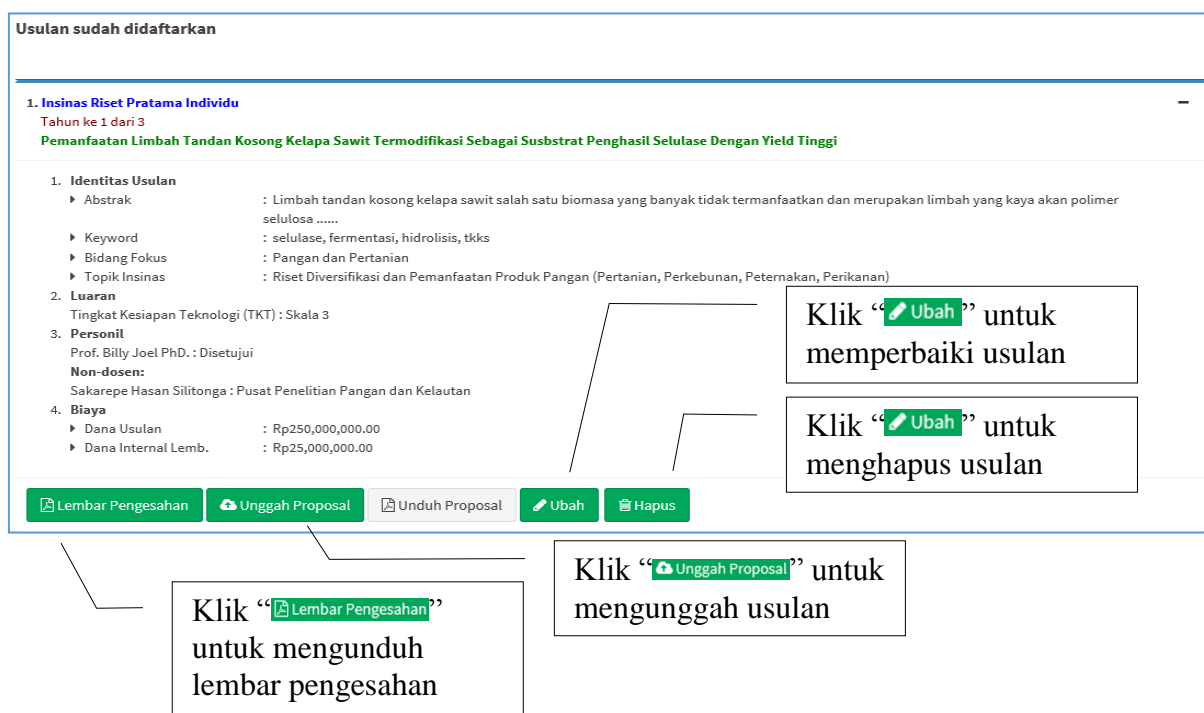 Usulan sudah didaftarkan
1. Insinas Riset Pratama Individu
Tahun ke 1 dari 3
Pemanfaatan Limbah Tandan Kosong Kelapa Sawit Termodifikasi Sebagai Susbstrat Penghasil Selulase Dengan Yield Tinggi
1. Identitas Usulan
Abstrak : Limbah tandan kosong kelapa sawit salah satu biomasa yang banyak tidak termanfaatkan dan merupakan limbah yang kaya akan polimer
selulosa ......
Keyword : selulase, fermentasi, hidrolisis, tkks
Bidang Fokus : Pangan dan Pertanian
Topik Insinas : Riset Diversifikasi dan Pemanfaatan Produk Pangan (Pertanian, Perkebunan, Peternakan, Perikanan)
2. Luaran
Tingkat Kesiapan Teknologi (TKT) : Skala 3
3. Personil
Prof. Billy Joel PhD. : Disetujui
Non-dosen:
Sakarepe Hasan Silitonga : Pusat Penelitian Pangan dan Kelautan
4. Biaya
Dana Usulan : Rp250,000,000.00
Dana Internal Lemb. : Rp25,000,000.00
Klik “Ubah” untuk
memperbaiki usulan
Klik “Ubah” untuk
menghapus usulan
Lembar Pengesahan Unggah Proposal Unduh Proposal Ubah Hapus
Klik “Unggah Proposal” untuk
mengunggah usulan
Klik “Lembar Pengesahan”
untuk mengunduh
lembar pengesahan